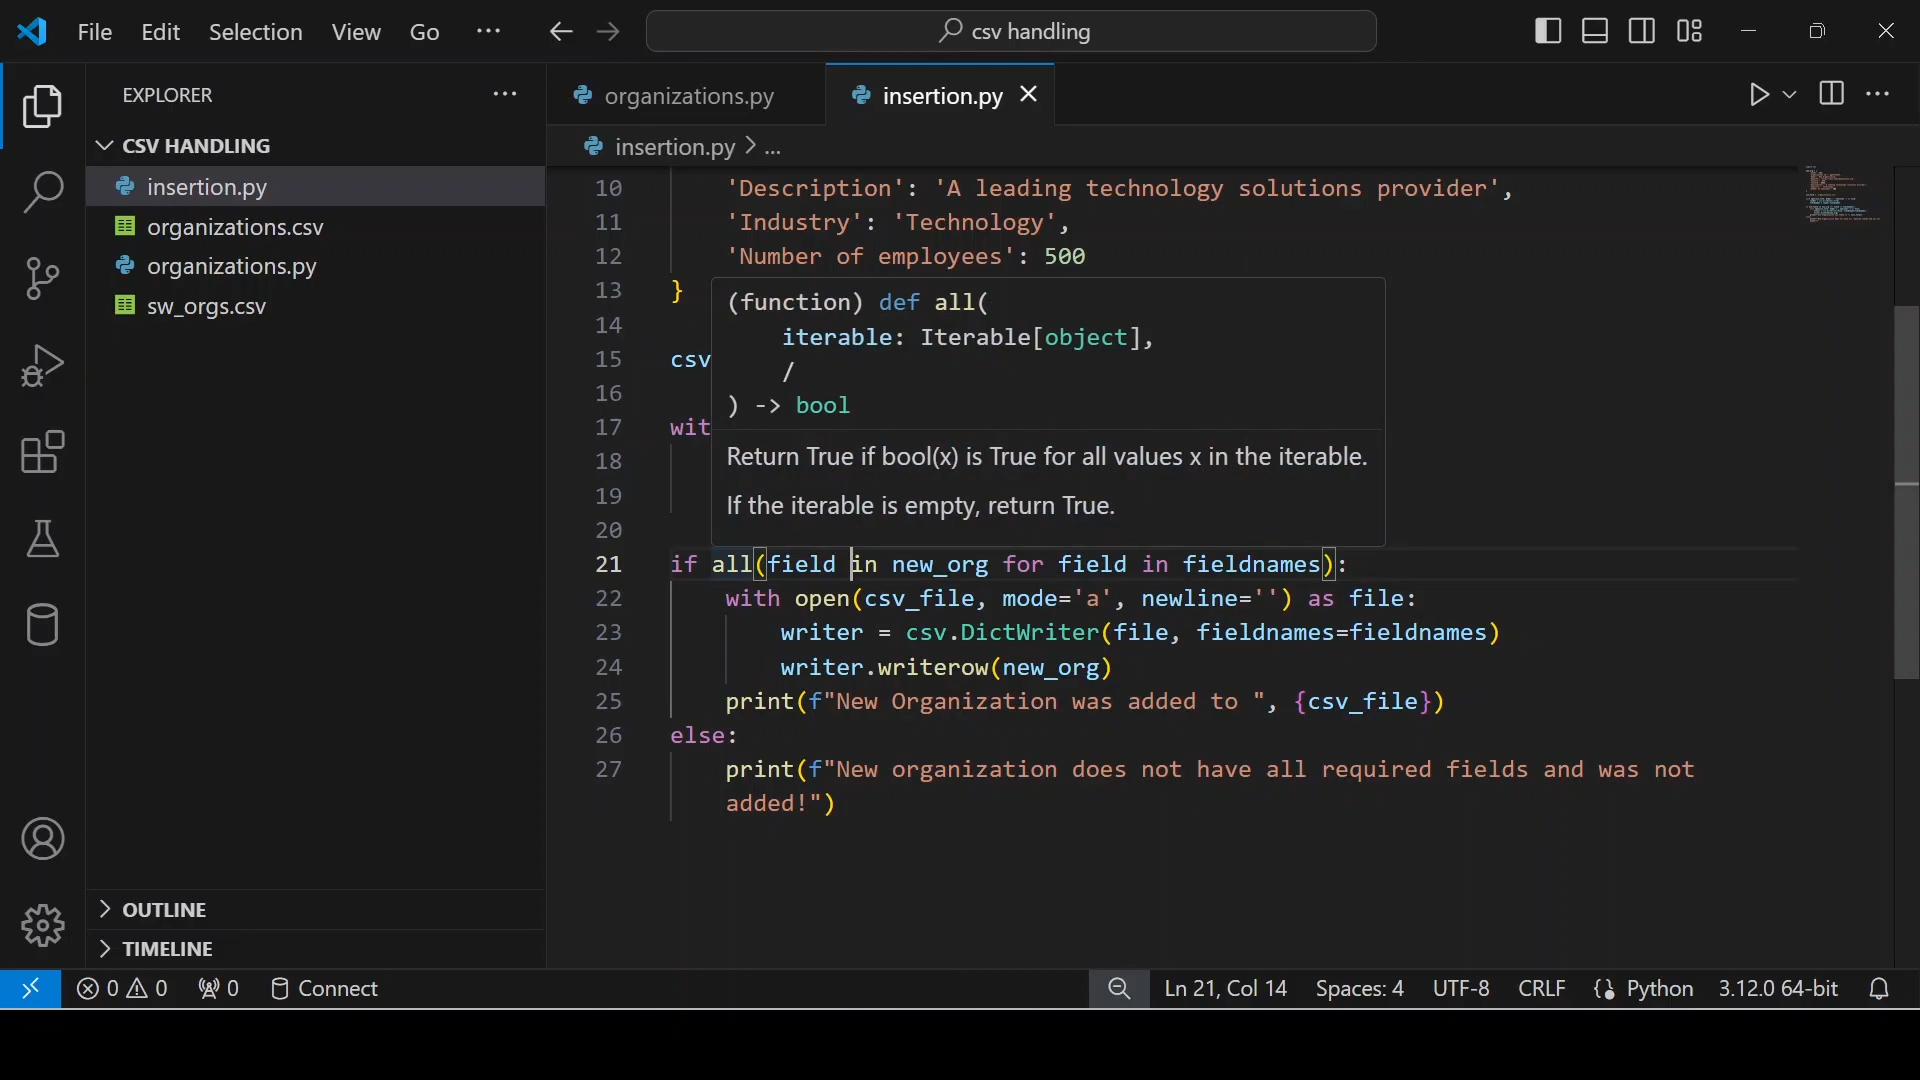 File Edit Selection View Go ··· csv handling
EXPLORER ···
organizations.py insertion.py
CSV HANDLING
insertion.py > ...
insertion.py
organizations.csv
organizations.py
sw_orgs.csv
10 'Description': 'A leading technology solutions provider',
11 'Industry': 'Technology',
12 'Number of employees': 500
13 }
14
15 csv
16
17 wit
18
19
20
(function) def all(
iterable: Iterable[object],
/
) -> bool
Return True if bool(x) is True for all values x in the iterable.
If the iterable is empty, return True.
21 if all(field in new_org for field in fieldnames):
22 with open(csv_file, mode='a', newline='') as file:
23 writer = csv.DictWriter(file, fieldnames=fieldnames)
24 writer.writerow(new_org)
25 print(f"New Organization was added to ", {csv_file})
26 else:
27 print(f"New organization does not have all required fields and was not
added!")
OUTLINE
TIMELINE
0 0 0 Connect Ln 21, Col 14 Spaces: 4 UTF-8 CRLF Python 3.12.0 64-bit